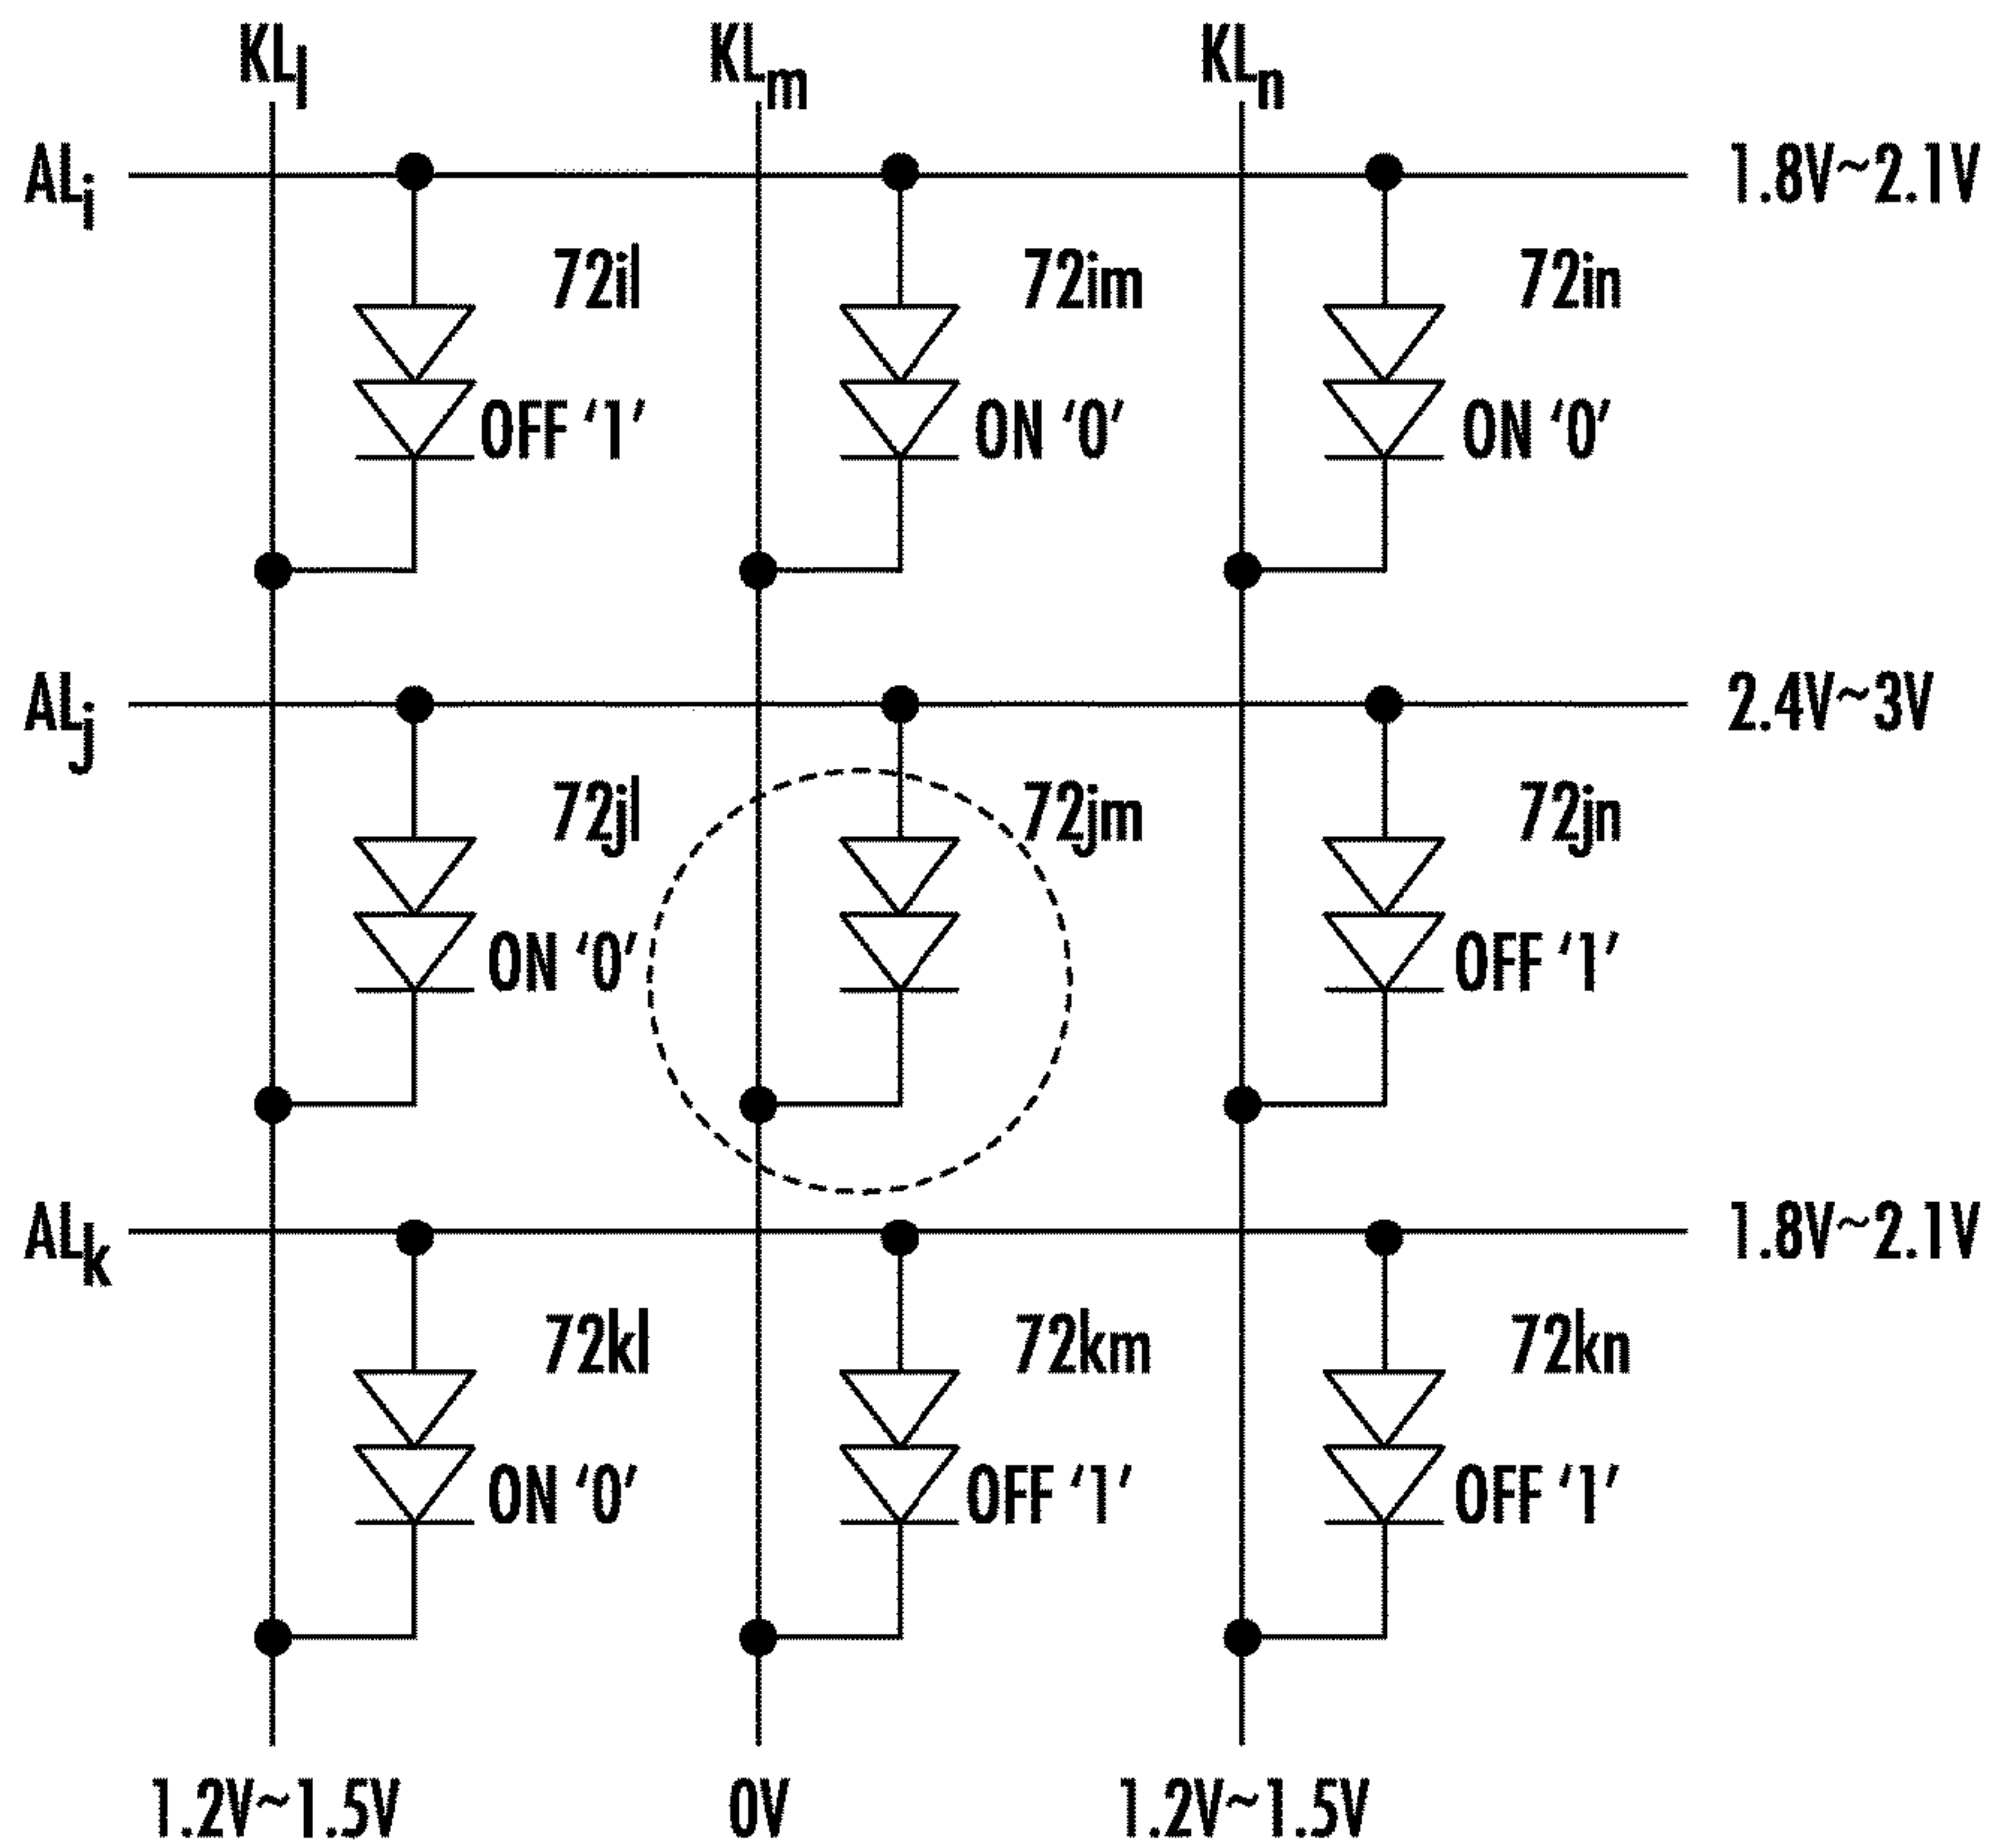 KLl KLm KLn
ALi 1.8V~2.1V
72il 72im 72in
OFF ‘1’ ON ‘0’ ON ‘0’
ALj 2.4V~3V
72jl 72jm 72jn
ON ‘0’ OFF ‘1’
ALk 1.8V~2.1V
72kl 72km 72kn
ON ‘0’ OFF ‘1’ OFF ‘1’
1.2V~1.5V 0V 1.2V~1.5V